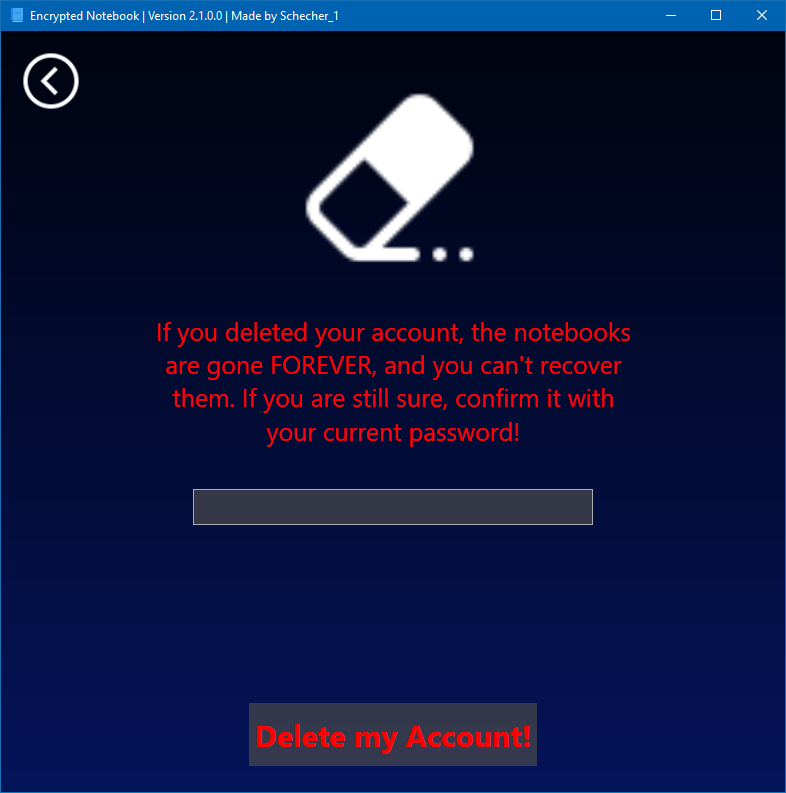 Encrypted Notebook | Version 2.1.0.0 | Made by Schecher_1
If you deleted your account, the notebooks
are gone FOREVER, and you can't recover
them. If you are still sure, confirm it with
your current password!
Delete my Account!